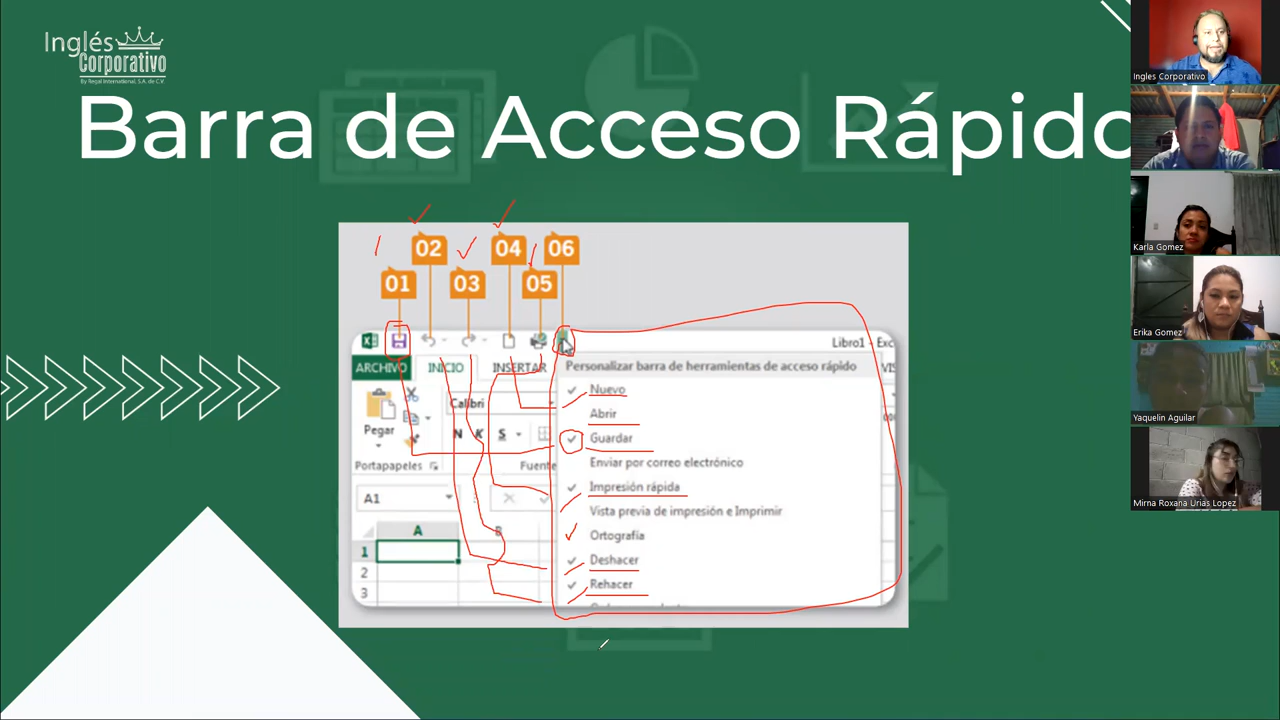 Inglés
Corporativo
By Regal International, S.A. de C.V.
Barra de Acceso Rápido
02
04
06
01
03
05
Libro1 - Exc
ARCHIVO
INICIO
INSERTAR
VIS
Personalizar barra de herramientas de acceso rápido
Nuevo
Abrir
Guardar
Enviar por correo electrónico
Impresión rápida
Vista previa de impresión e Imprimir
Ortografía
Deshacer
Rehacer
Calibri
Pegar
N K S
Portapapeles
Fuente
A1
A
B
1
2
3
Ingles Corporativo
Karla Gomez
Erika Gomez
Yaquelin Aguilar
Mirna Roxana Urias Lopez